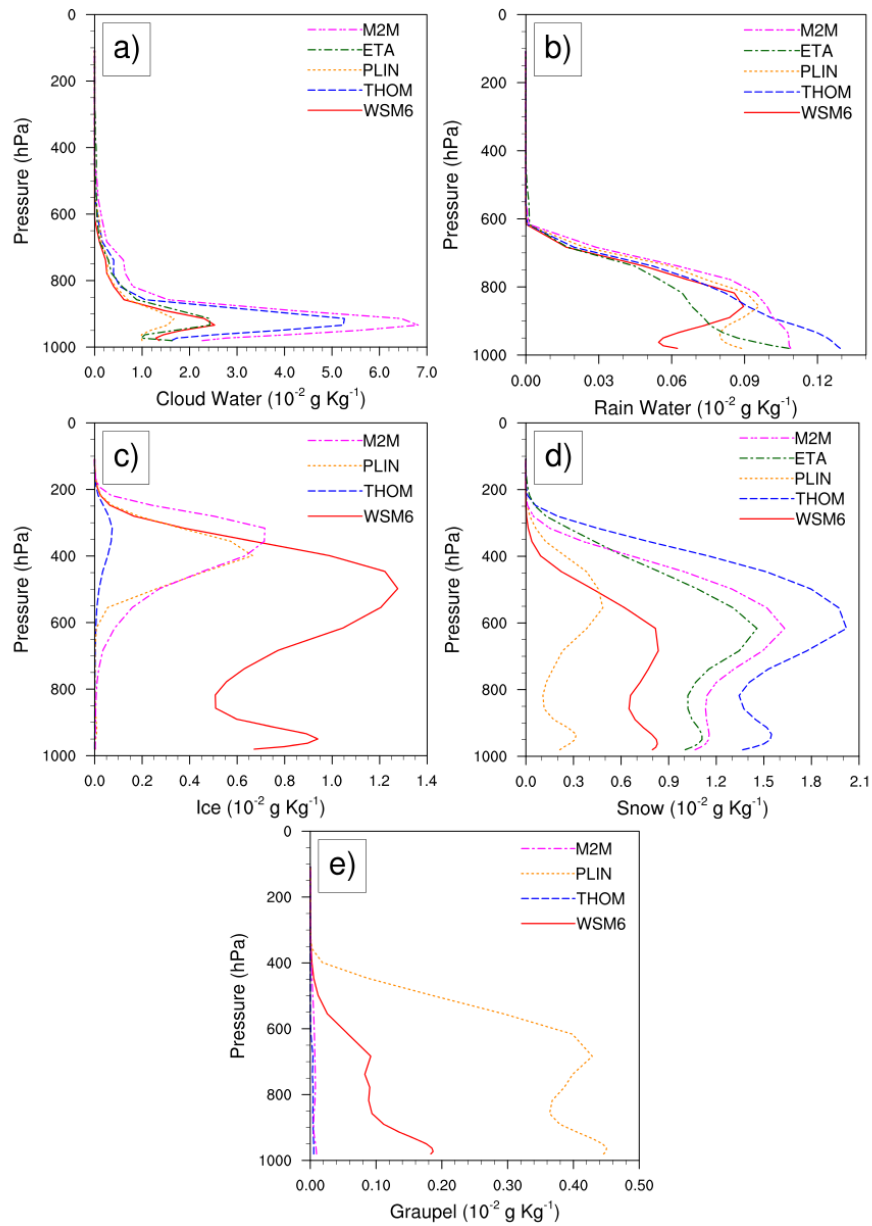 a)
M2M
ETA
PLIN
THOM
WSM6
0
200
400
600
800
1000
Pressure (hPa)
0.0 1.0 2.0 3.0 4.0 5.0 6.0 7.0
Cloud Water (10⁻² g Kg⁻¹)
b)
M2M
ETA
PLIN
THOM
WSM6
0
200
400
600
800
1000
Pressure (hPa)
0.00 0.03 0.06 0.09 0.12
Rain Water (10⁻² g Kg⁻¹)
c)
M2M
PLIN
THOM
WSM6
0
200
400
600
800
1000
Pressure (hPa)
0.0 0.2 0.4 0.6 0.8 1.0 1.2 1.4
Ice (10⁻² g Kg⁻¹)
d)
M2M
ETA
PLIN
THOM
WSM6
0
200
400
600
800
1000
Pressure (hPa)
0.0 0.3 0.6 0.9 1.2 1.5 1.8 2.1
Snow (10⁻² g Kg⁻¹)
e)
M2M
PLIN
THOM
WSM6
0
200
400
600
800
1000
Pressure (hPa)
0.00 0.10 0.20 0.30 0.40 0.50
Graupel (10⁻² g Kg⁻¹)